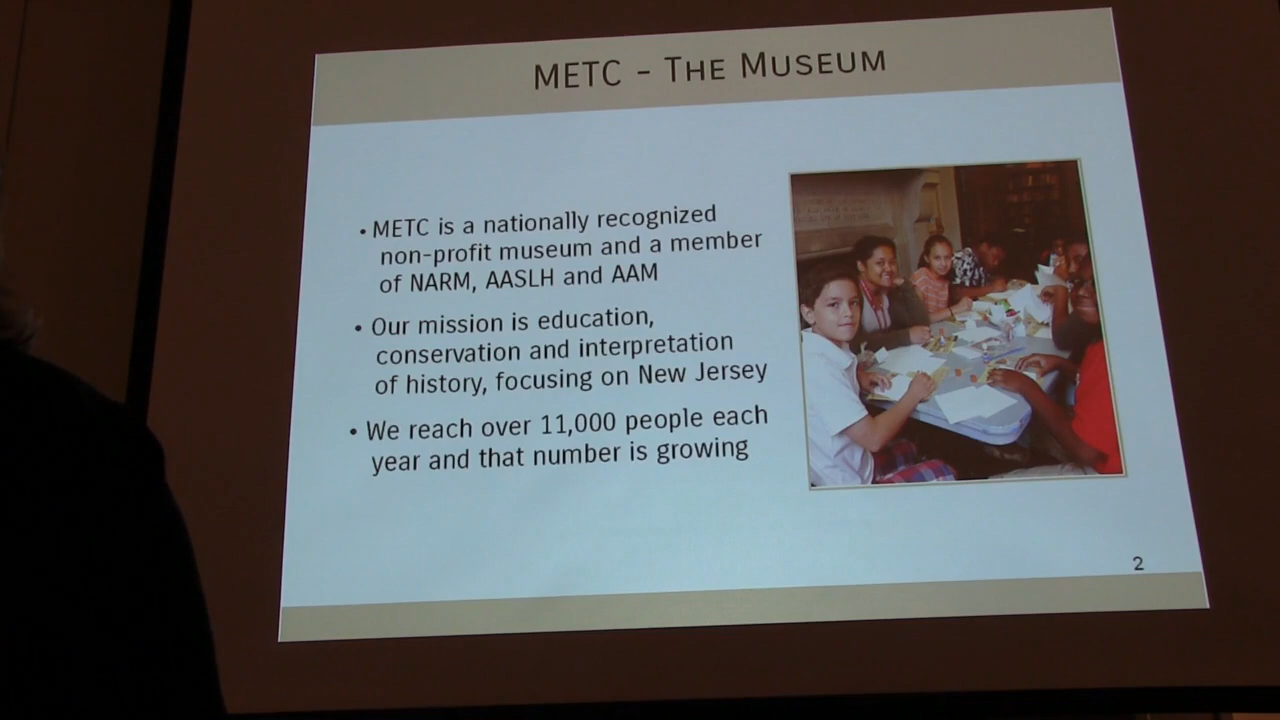 METC - THE MUSEUM
• METC is a nationally recognized
non-profit museum and a member
of NARM, AASLH and AAM
• Our mission is education,
conservation and interpretation
of history, focusing on New Jersey
• We reach over 11,000 people each
year and that number is growing
2